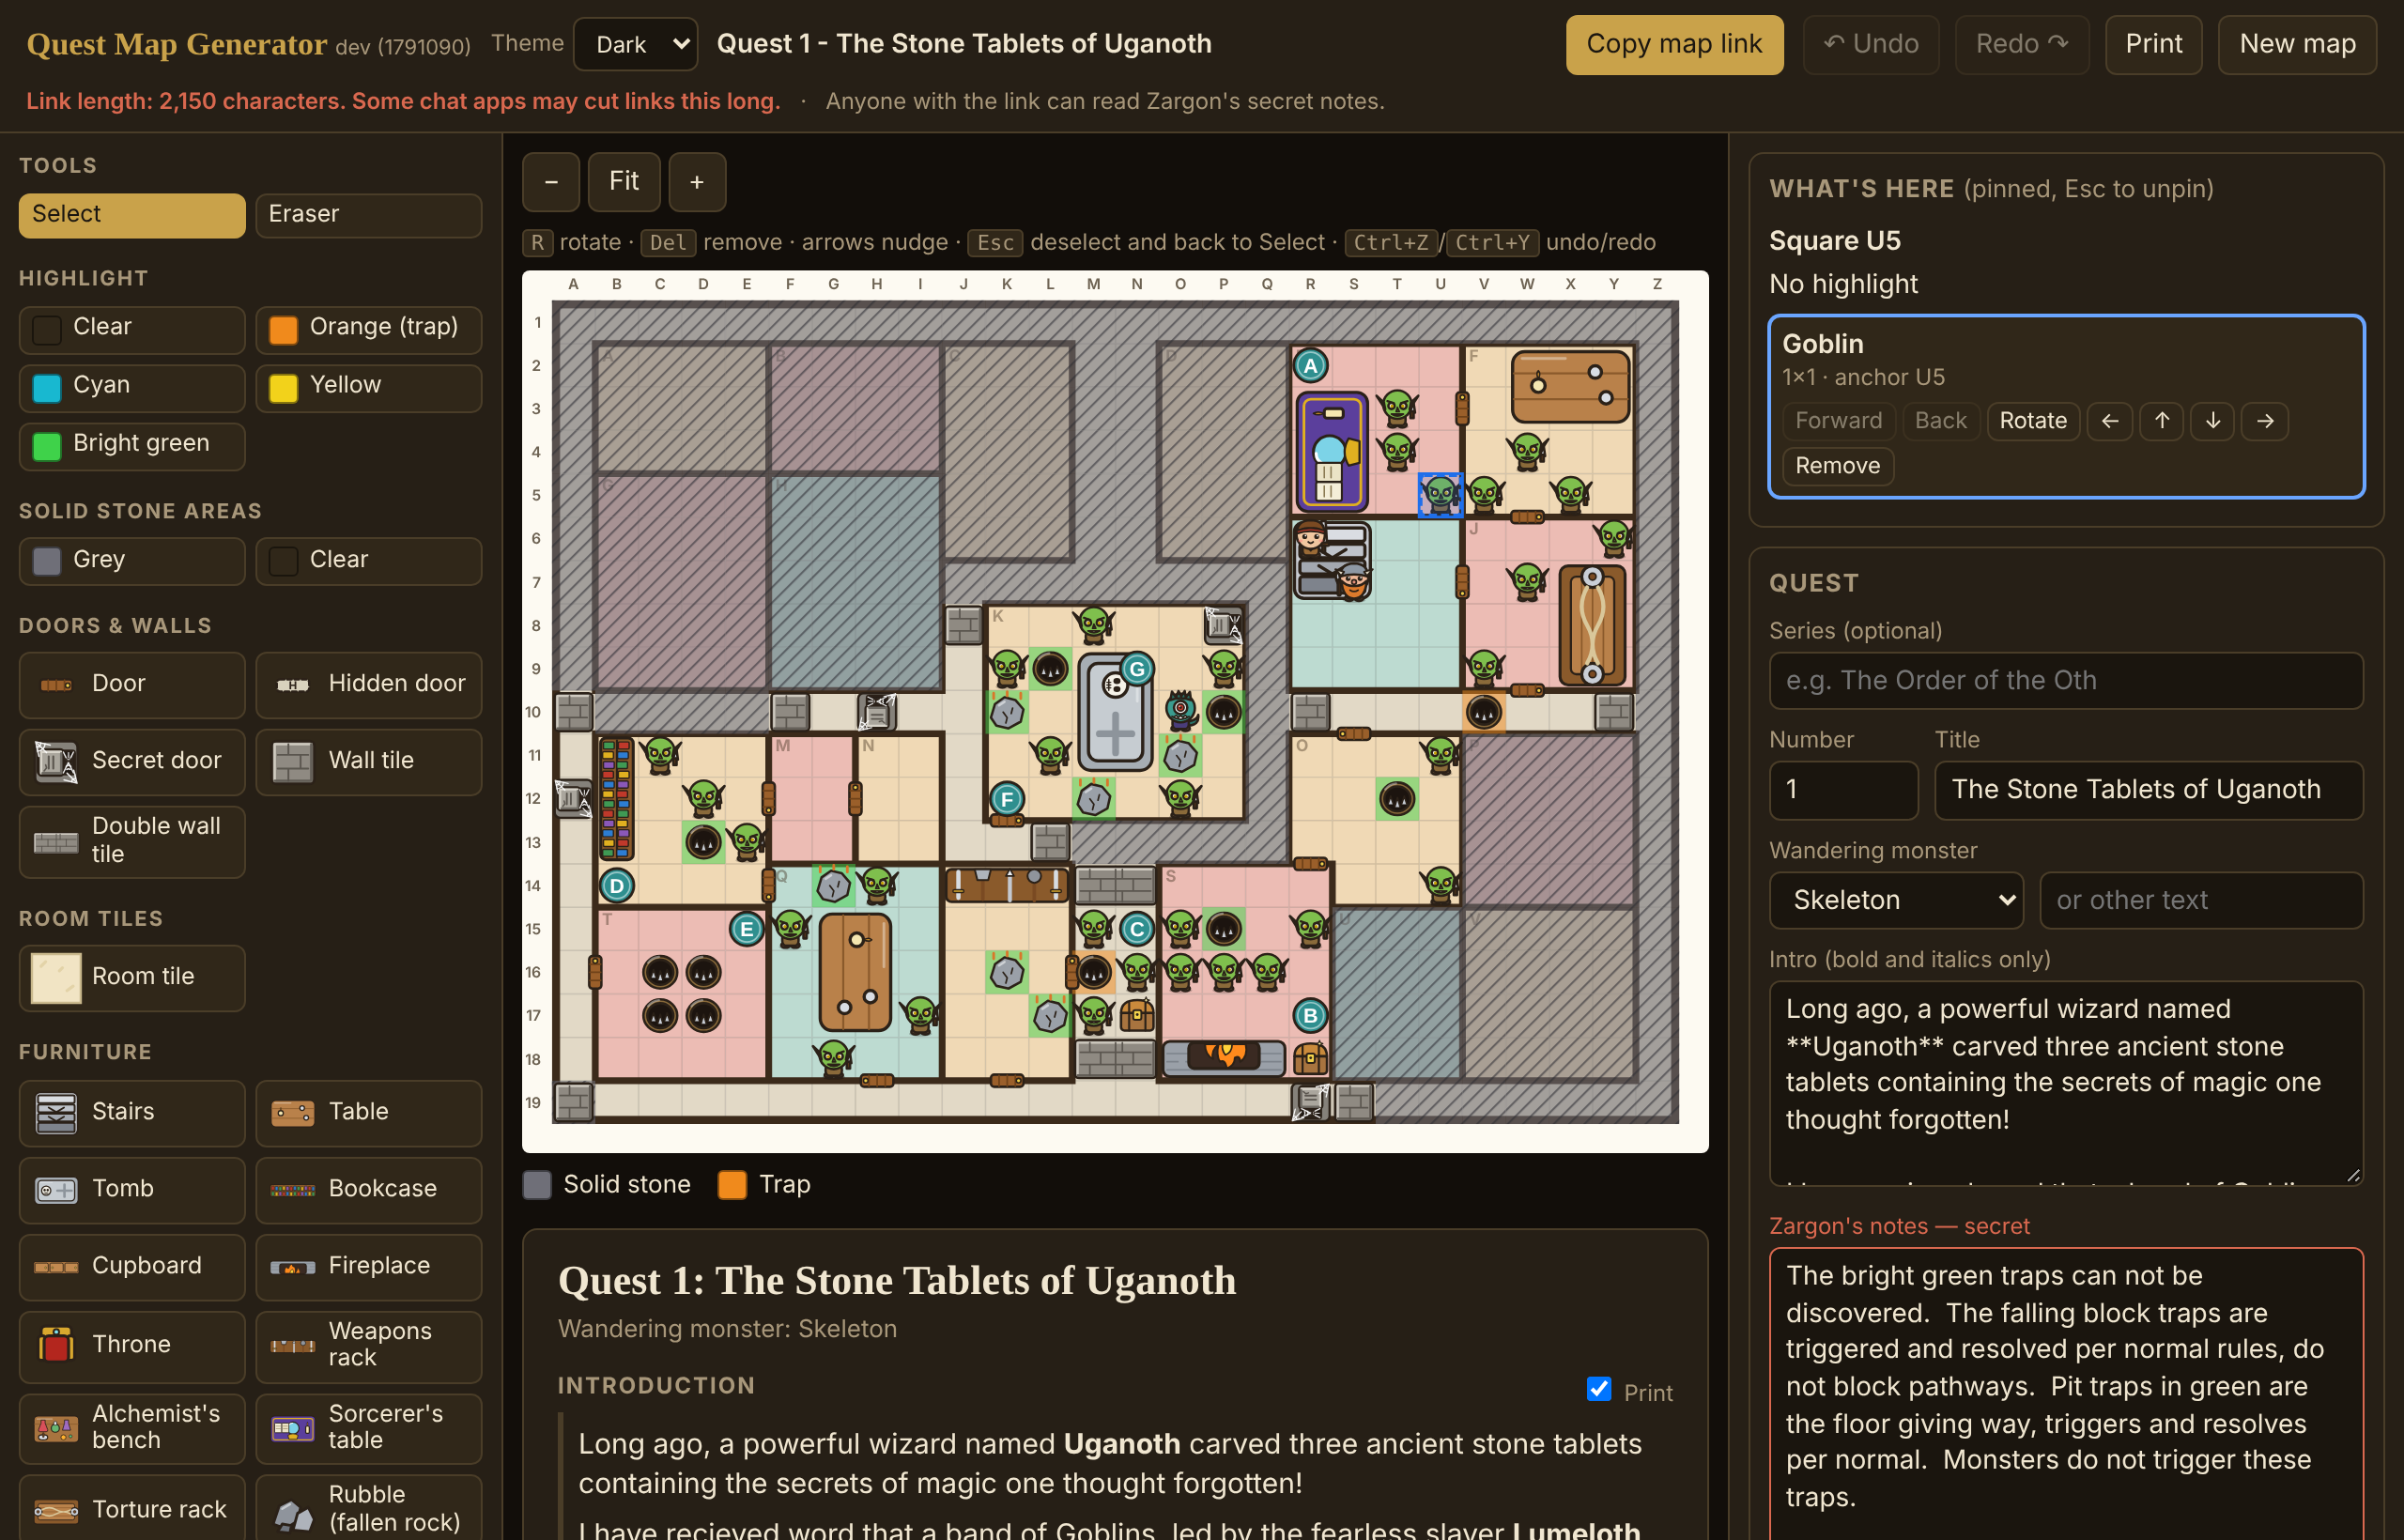 Quest Map Generator dev (1791090) Theme Dark Quest 1 - The Stone Tablets of Uganoth Copy map link ↶ Undo Redo ↷ Print New map
Link length: 2,150 characters. Some chat apps may cut links this long. · Anyone with the link can read Zargon's secret notes.
TOOLS
Select Eraser
HIGHLIGHT
Clear Orange (trap)
Cyan Yellow
Bright green
SOLID STONE AREAS
Grey Clear
DOORS & WALLS
Door Hidden door
Secret door Wall tile
Double wall
tile
ROOM TILES
Room tile
FURNITURE
Stairs Table
Tomb Bookcase
Cupboard Fireplace
Throne Weapons
rack
Alchemist's
bench
Sorcerer's
table
Torture rack Rubble
(fallen rock)
− Fit +
R rotate · Del remove · arrows nudge · Esc deselect and back to Select · Ctrl+Z/Ctrl+Y undo/redo
A B C D E F G H I J K L M N O P Q R S T U V W X Y Z
1
2
3
4
5
6
7
8
9
10
11
12
13
14
15
16
17
18
19
A B C D A F
G H
J
K
G
M N O P
F
D Q S
T E C U V
B
Solid stone Trap
Quest 1: The Stone Tablets of Uganoth
Wandering monster: Skeleton
INTRODUCTION Print
Long ago, a powerful wizard named Uganoth carved three ancient stone tablets
containing the secrets of magic one thought forgotten!
I have recieved word that a band of Goblins, led by the fearless slayer Lumeloth
WHAT'S HERE (pinned, Esc to unpin)
Square U5
No highlight
Goblin
1×1 · anchor U5
Forward Back Rotate ← ↑ ↓ →
Remove
QUEST
Series (optional)
e.g. The Order of the Oth
Number Title
1 The Stone Tablets of Uganoth
Wandering monster
Skeleton or other text
Intro (bold and italics only)
Long ago, a powerful wizard named
**Uganoth** carved three ancient stone
tablets containing the secrets of magic one
thought forgotten!
Zargon's notes — secret
The bright green traps can not be
discovered. The falling block traps are
triggered and resolved per normal rules, do
not block pathways. Pit traps in green are
the floor giving way, triggers and resolves
per normal. Monsters do not trigger these
traps.